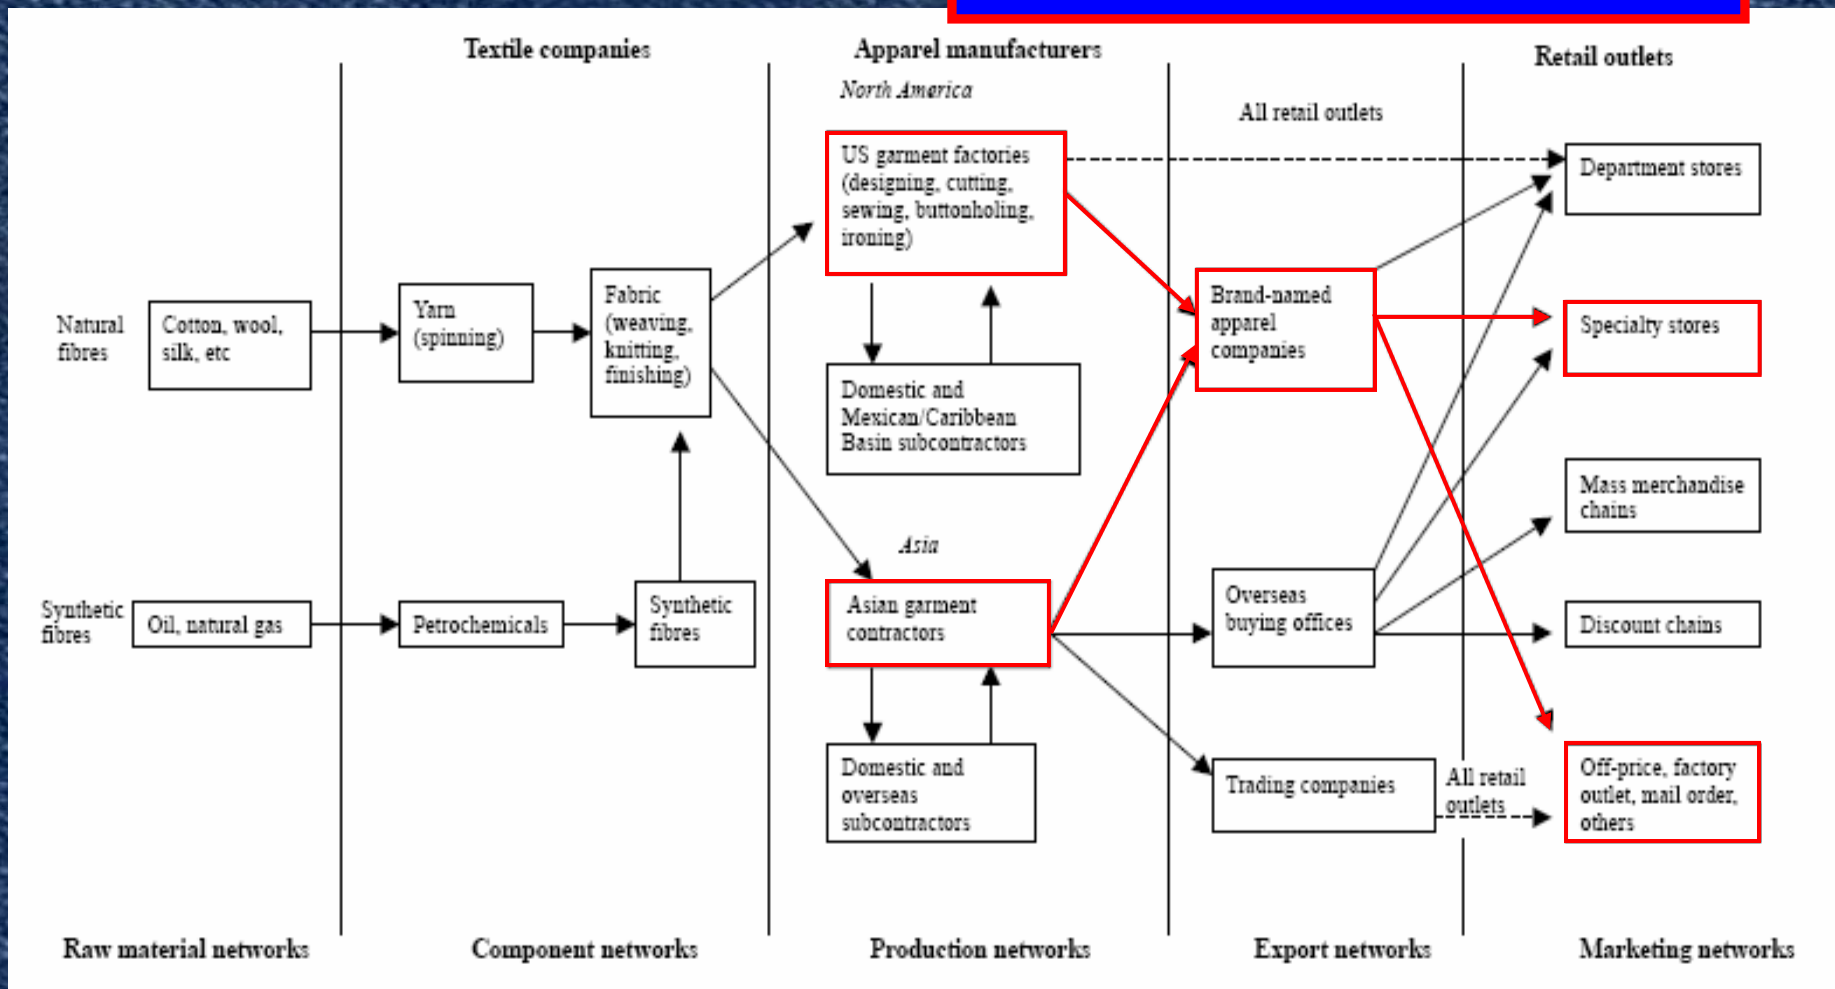 Textile companies
Apparel manufacturers
Retail outlets
North America
All retail outlets
US garment factories
(designing, cutting,
sewing, buttonholing,
ironing)
Department stores
Natural
fibres
Cotton, wool,
silk, etc
Yarn
(spinning)
Fabric
(weaving,
knitting,
finishing)
Brand-named
apparel
companies
Specialty stores
Domestic and
Mexican/Caribbean
Basin subcontractors
Mass merchandise
chains
Asia
Synthetic
fibres
Oil, natural gas
Petrochemicals
Synthetic
fibres
Asian garment
contractors
Overseas
buying offices
Discount chains
Domestic and
overseas
subcontractors
Trading companies
All retail
outlets
Off-price, factory
outlet, mail order,
others
Raw material networks
Component networks
Production networks
Export networks
Marketing networks